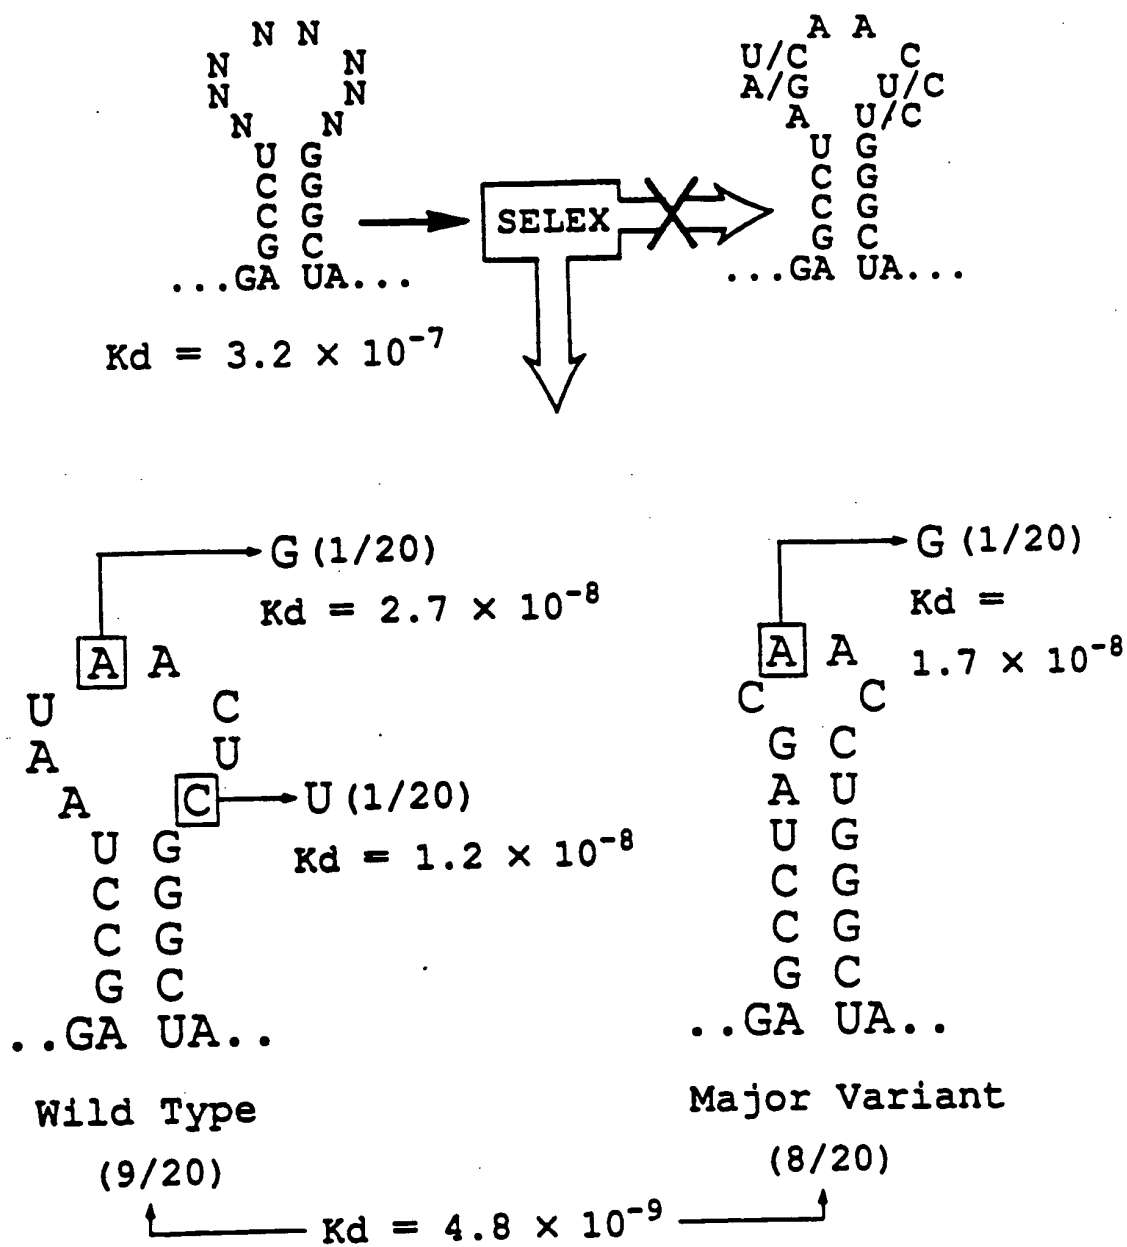 N N
N N
N N
N N
U G
C G
C G
G C
...GA UA...
Kd = 3.2 × 10⁻⁷
SELEX
A A
U/C C
A/G U/C
A U/C
U G
C G
C G
G C
...GA UA...
G (1/20)
Kd = 2.7 × 10⁻⁸
A A
U C
A U
A C
U (1/20)
Kd = 1.2 × 10⁻⁸
U G
C G
C G
G C
..GA UA..
Wild Type
(9/20)
G (1/20)
Kd =
1.7 × 10⁻⁸
A A
C C
G C
A U
U G
C G
C G
G C
..GA UA..
Major Variant
(8/20)
Kd = 4.8 × 10⁻⁹